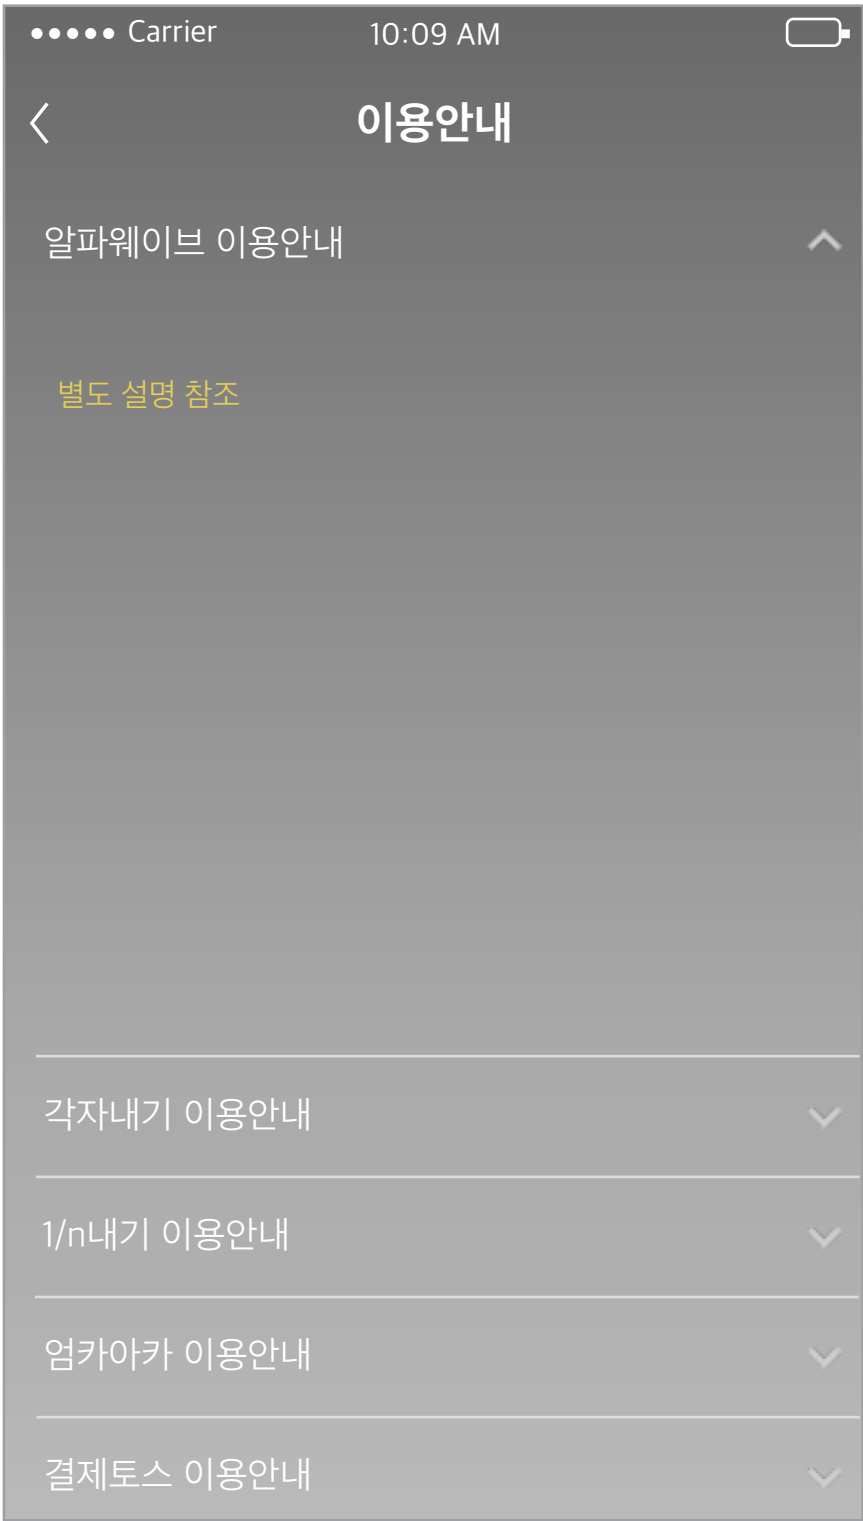 Carrier 10:09 AM
이용안내
알파웨이브 이용안내
별도 설명 참조
각자내기 이용안내
1/n내기 이용안내
엄카아카 이용안내
결제토스 이용안내